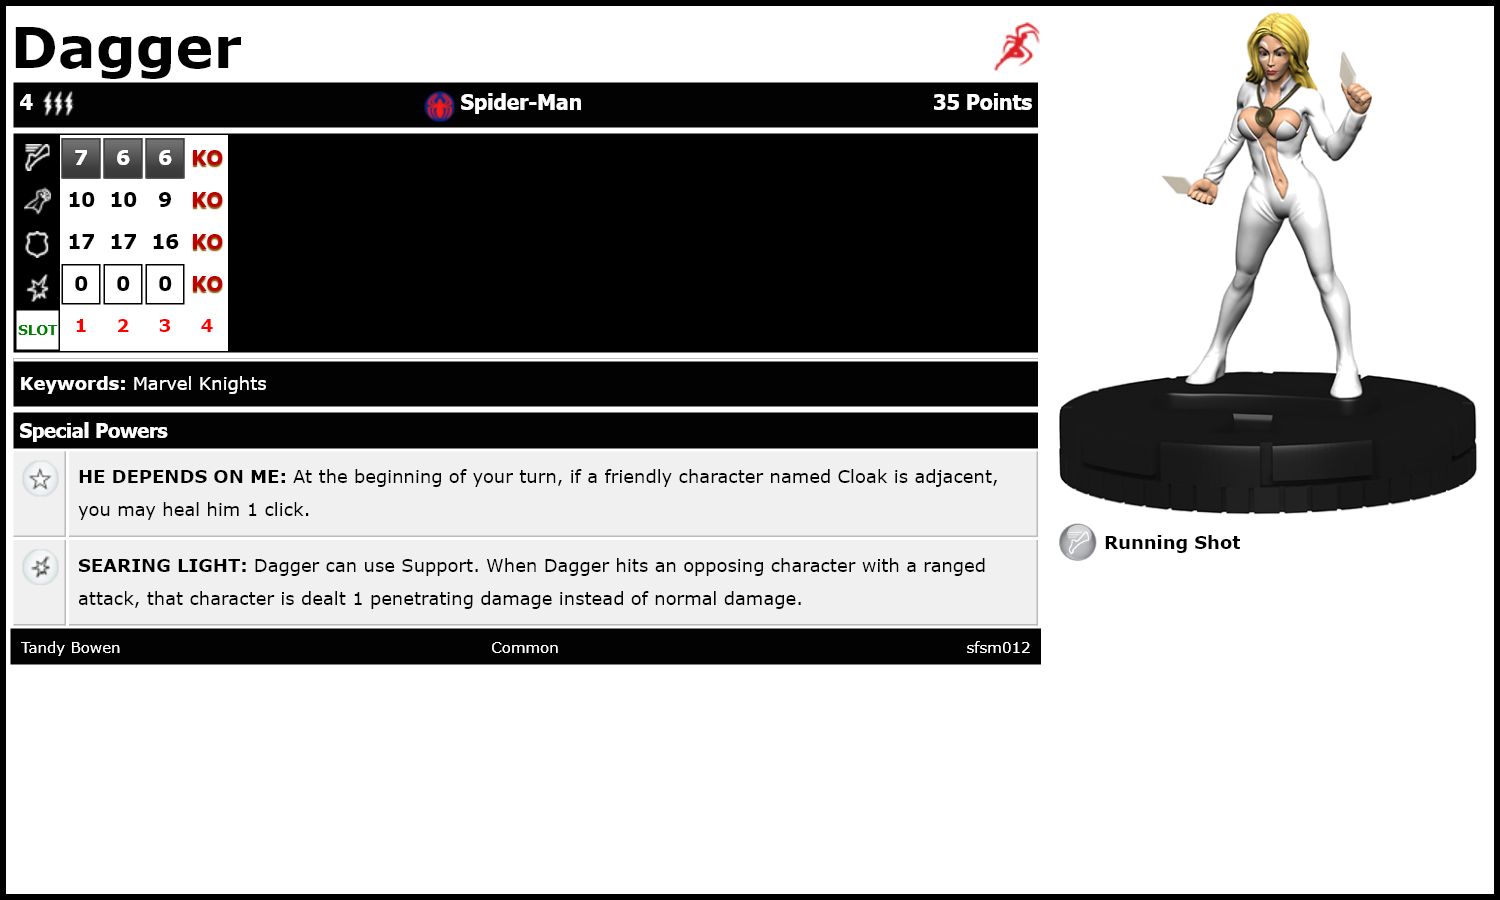 Dagger
4 Spider-Man 35 Points
7 6 6 KO
10 10 9 KO
17 17 16 KO
0 0 0 KO
SLOT 1 2 3 4
Keywords: Marvel Knights
Special Powers
HE DEPENDS ON ME: At the beginning of your turn, if a friendly character named Cloak is adjacent,
you may heal him 1 click.
SEARING LIGHT: Dagger can use Support. When Dagger hits an opposing character with a ranged
attack, that character is dealt 1 penetrating damage instead of normal damage.
Tandy Bowen Common sfsm012
Running Shot